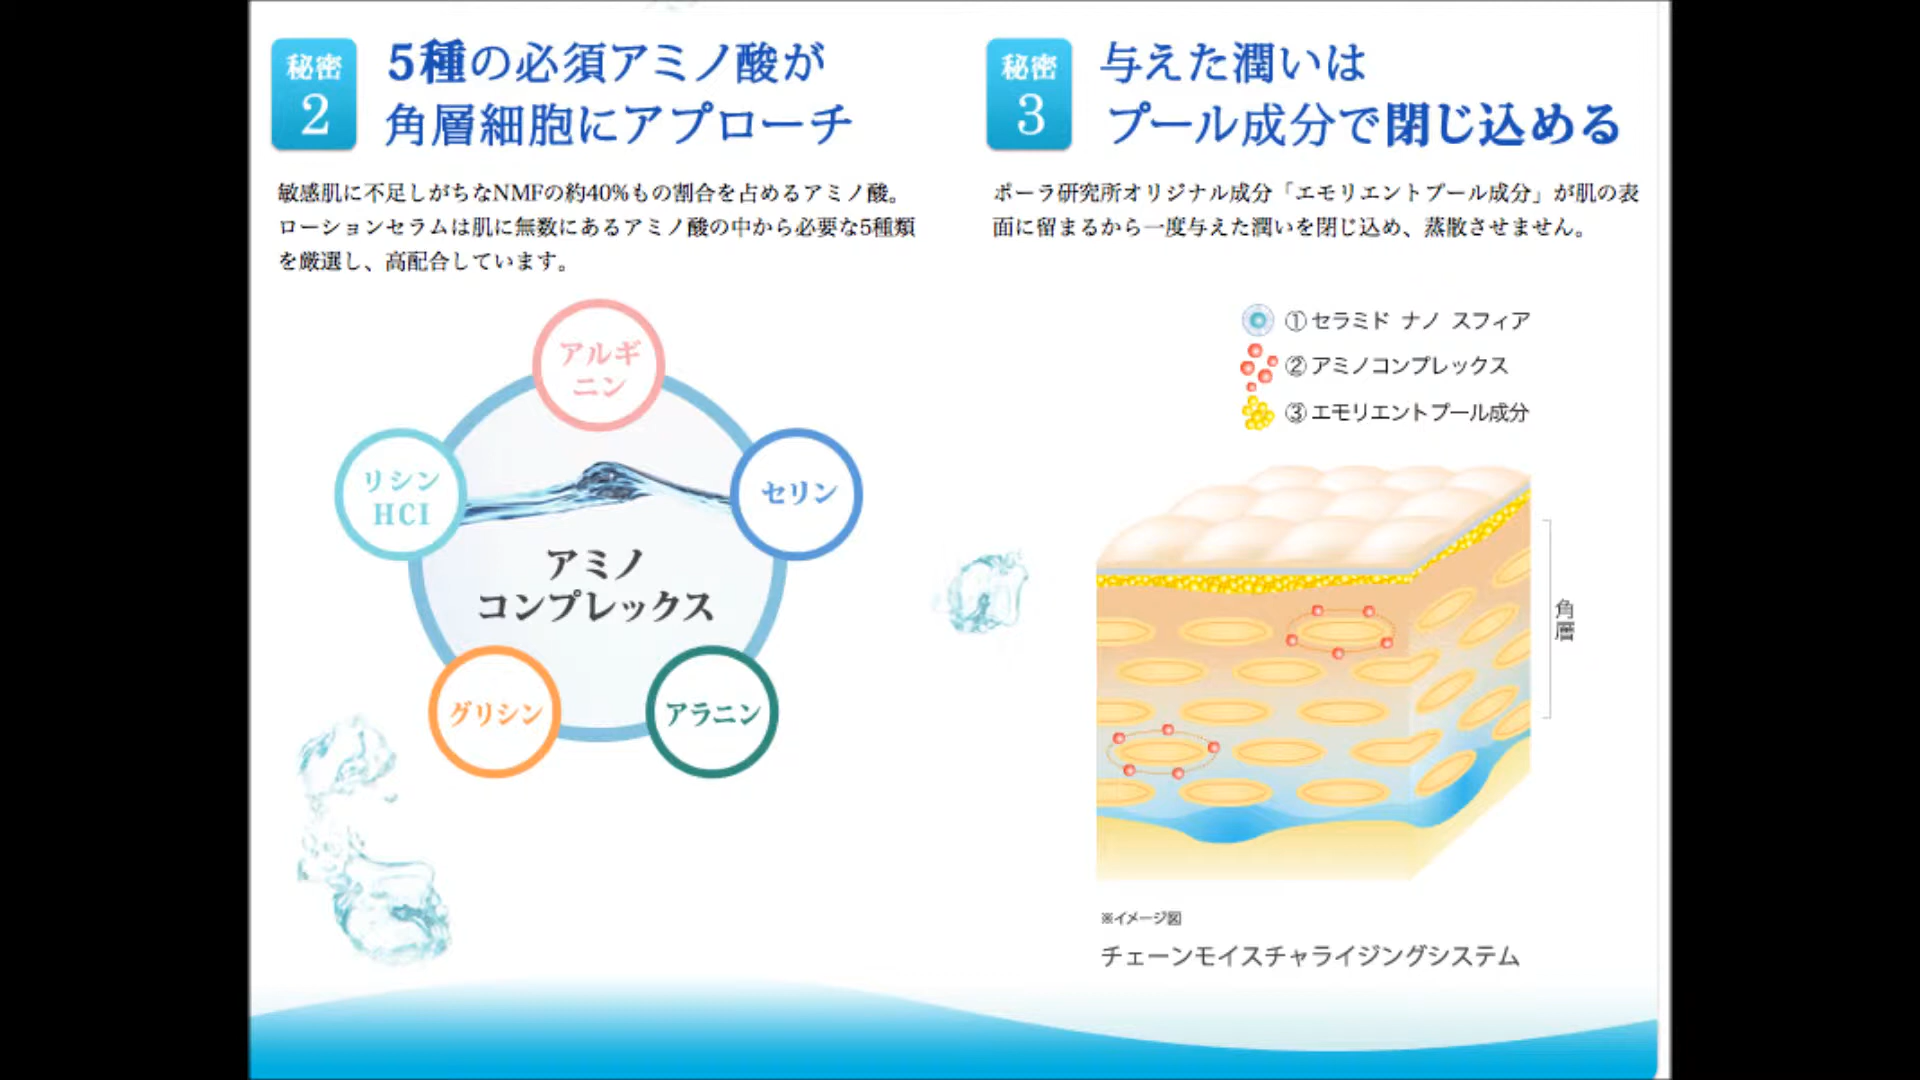 秘密
2
5種の必須アミノ酸が
角層細胞にアプローチ
敏感肌に不足しがちなNMFの約40%もの割合を占めるアミノ酸。
ローションセラムは肌に無数にあるアミノ酸の中から必要な5種類
を厳選し、高配合しています。
アルギ
ニン
リシン
HCI
セリン
アミノ
コンプレックス
グリシン
アラニン
秘密
3
与えた潤いは
プール成分で閉じ込める
ポーラ研究所オリジナル成分「エモリエントプール成分」が肌の表
面に留まるから一度与えた潤いを閉じ込め、蒸散させません。
①セラミド ナノ スフィア
②アミノコンプレックス
③エモリエントプール成分
角層
※イメージ図
チェーンモイスチャライジングシステム